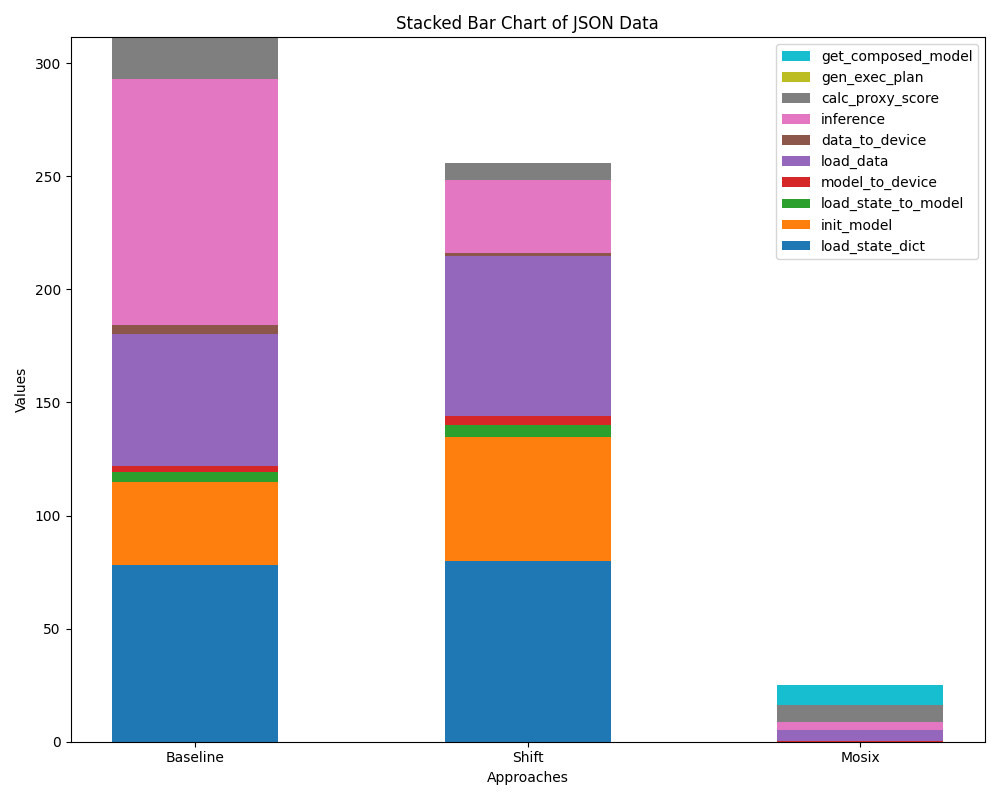 Stacked Bar Chart of JSON Data
300
250
200
150
100
50
0
Values
get_composed_model
gen_exec_plan
calc_proxy_score
inference
data_to_device
load_data
model_to_device
load_state_to_model
init_model
load_state_dict
Baseline
Shift
Mosix
Approaches